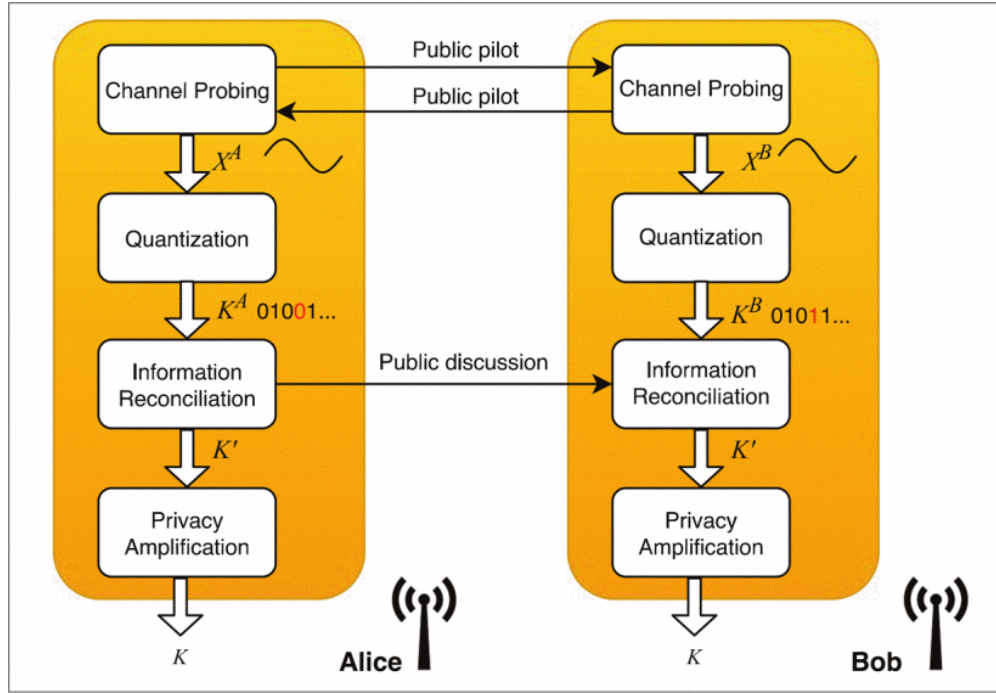 Public pilot
Channel Probing
Channel Probing
Public pilot
X^A
X^B
Quantization
Quantization
K^A 01001...
K^B 01011...
Public discussion
Information
Reconciliation
Information
Reconciliation
K'
K'
Privacy
Amplification
Privacy
Amplification
K
Alice
K
Bob